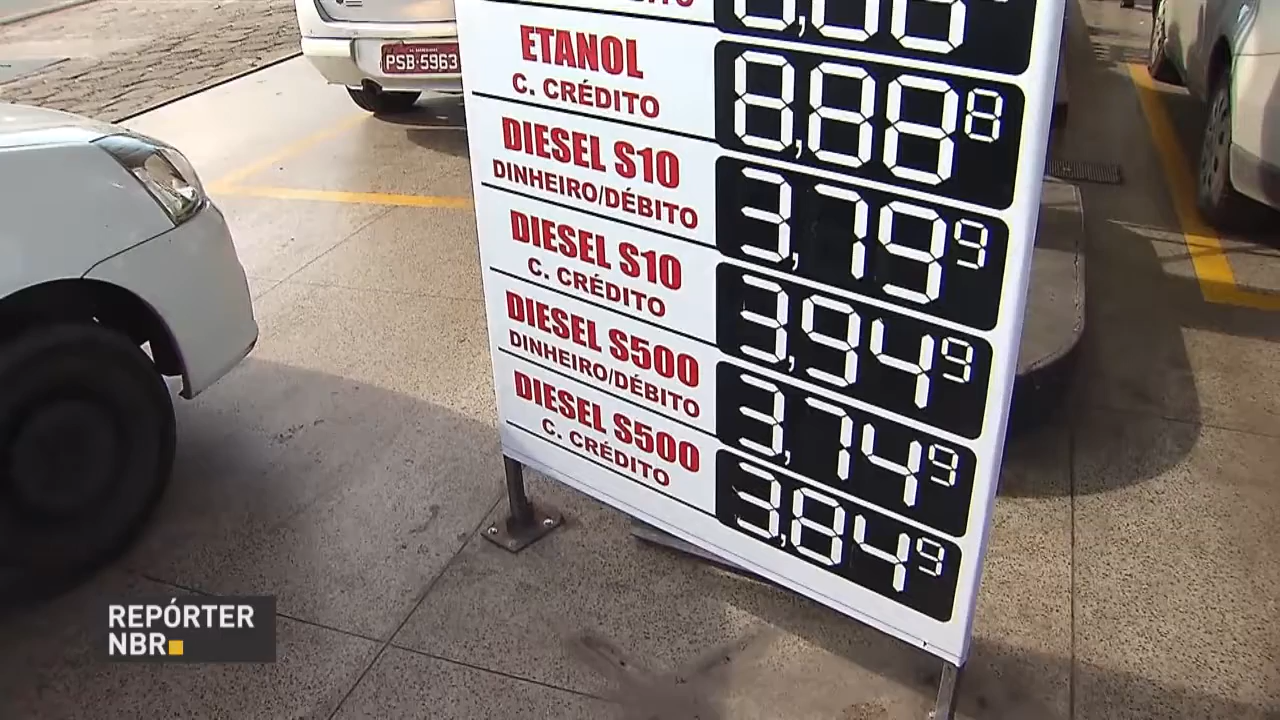 ETANOL
C. CRÉDITO
8,88⁸
DIESEL S10
DINHEIRO/DÉBITO
3,79⁹
DIESEL S10
C. CRÉDITO
3,94⁹
DIESEL S500
DINHEIRO/DÉBITO
3,74⁹
DIESEL S500
C. CRÉDITO
3,84⁹
PSB-5963
REPÓRTER
NBR